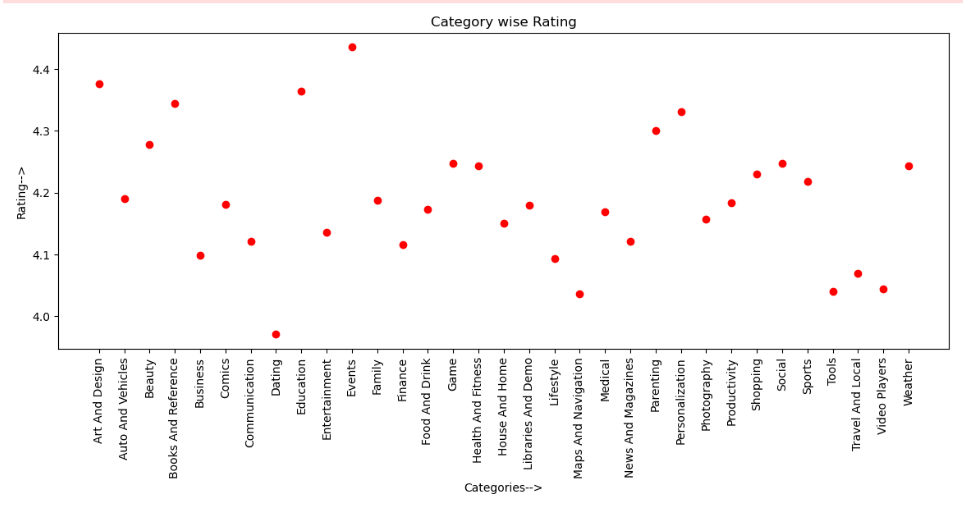 Category wise Rating
Rating-->
4.4
4.3
4.2
4.1
4.0
Art And Design
Auto And Vehicles
Beauty
Books And Reference
Business
Comics
Communication
Dating
Education
Entertainment
Events
Family
Finance
Food And Drink
Game
Health And Fitness
House And Home
Libraries And Demo
Lifestyle
Maps And Navigation
Medical
News And Magazines
Parenting
Personalization
Photography
Productivity
Shopping
Social
Sports
Tools
Travel And Local
Video Players
Weather
Categories-->